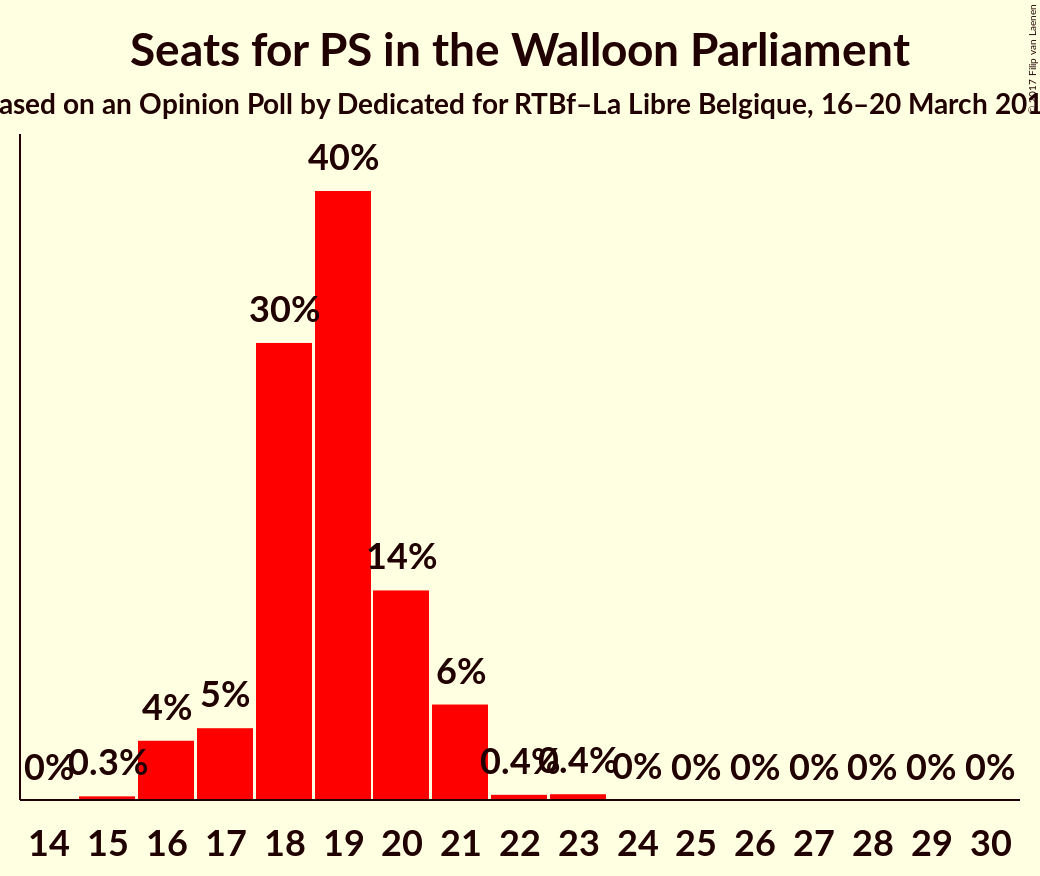 Seats for PS in the Walloon Parliament
ased on an Opinion Poll by Dedicated for RTBf–La Libre Belgique, 16–20 March 201
© 2017 Filip van Laenen
40%
30%
14%
6%
5%
4%
0% 0.3% 0.4% 0.4% 0% 0% 0% 0% 0% 0% 0%
14 15 16 17 18 19 20 21 22 23 24 25 26 27 28 29 30